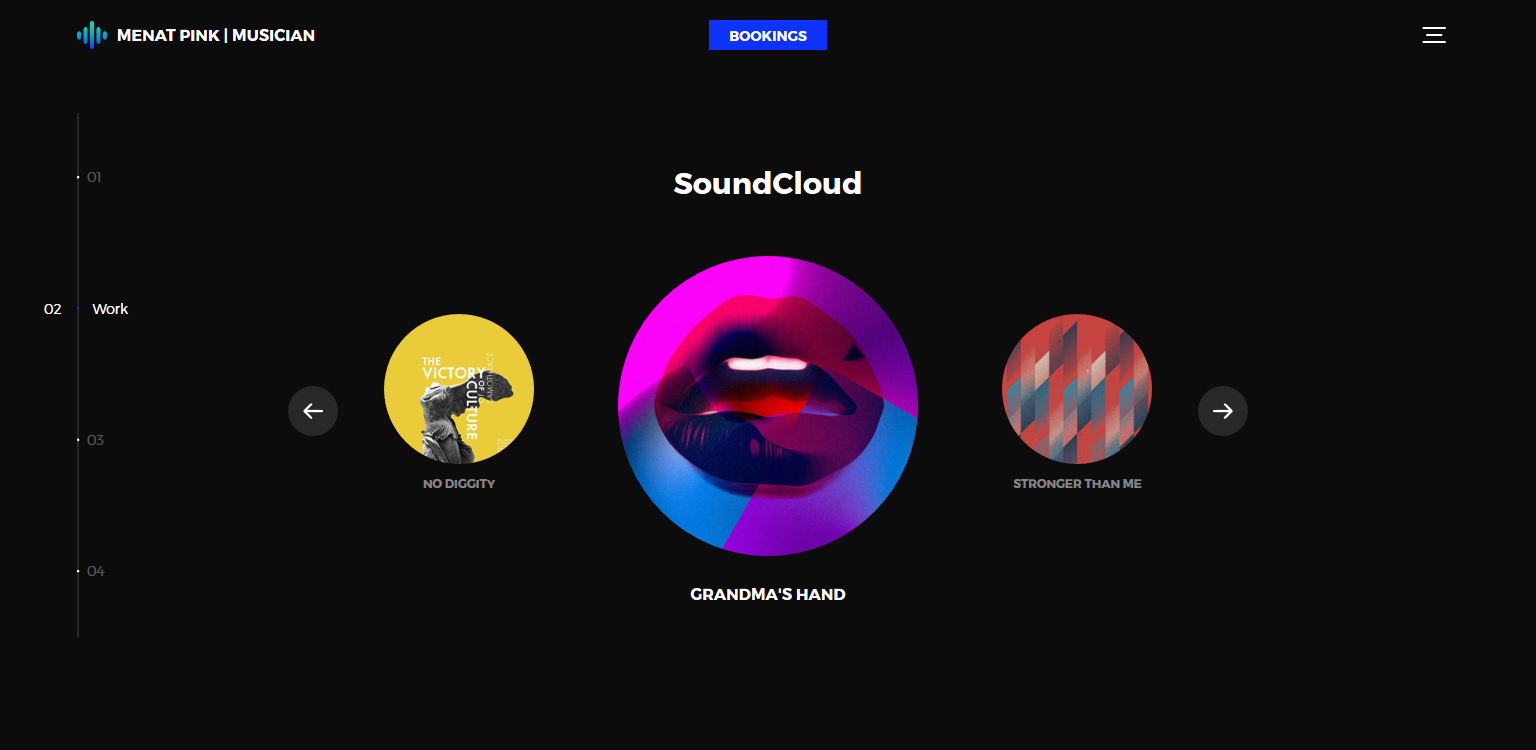 MENAT PINK | MUSICIAN
BOOKINGS
01
SoundCloud
02 Work
THE
VICTORY
OF
CULTURE
03
NO DIGGITY
STRONGER THAN ME
04
GRANDMA'S HAND